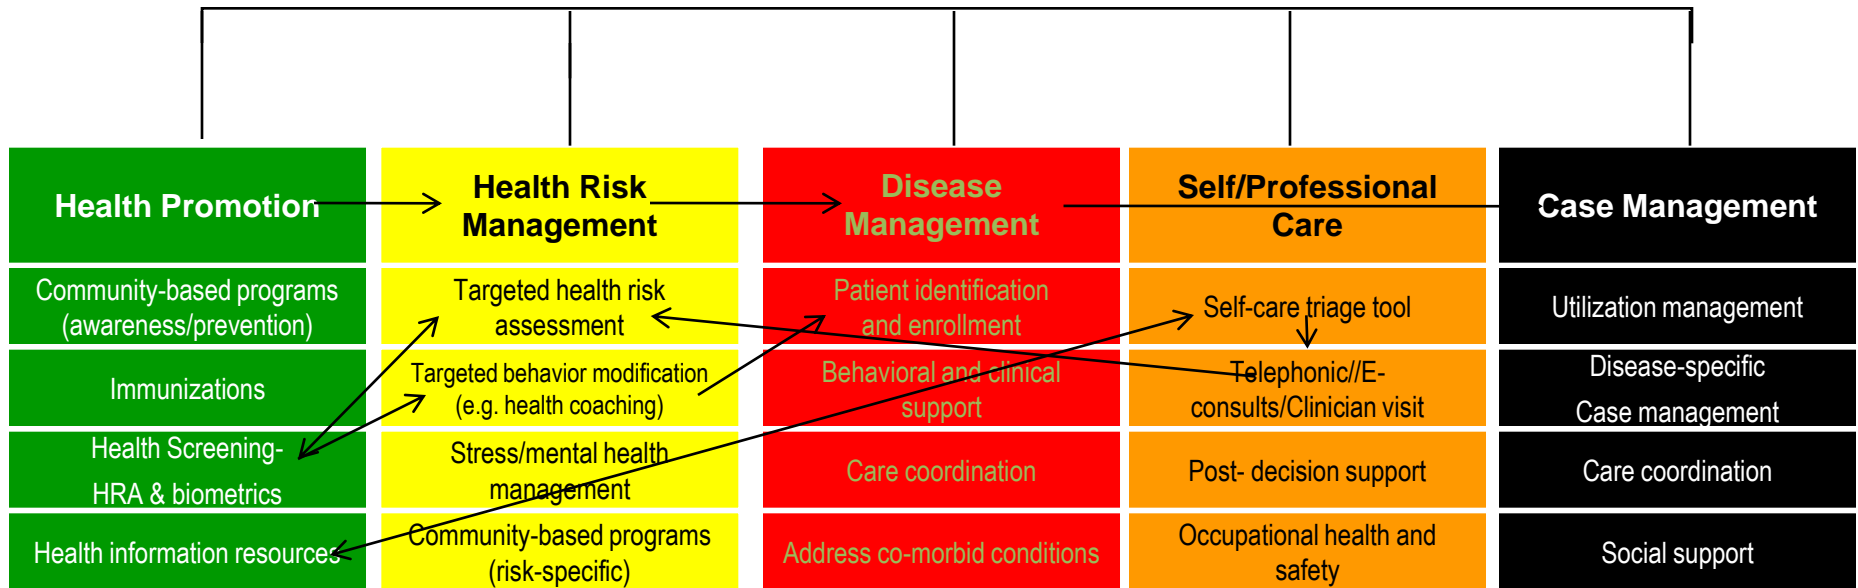 Health Promotion
Health Risk
Management
Disease
Management
Self/Professional
Care
Case Management
Community-based programs
(awareness/prevention)
Targeted health risk
assessment
Patient identification
and enrollment
Self-care triage tool
Utilization management
Immunizations
Targeted behavior modification
(e.g. health coaching)
Behavioral and clinical
support
Telephonic//E-
consults/Clinician visit
Disease-specific
Case management
Health Screening-
HRA & biometrics
Stress/mental health
management
Care coordination
Post- decision support
Care coordination
Health information resources
Community-based programs
(risk-specific)
Address co-morbid conditions
Occupational health and
safety
Social support